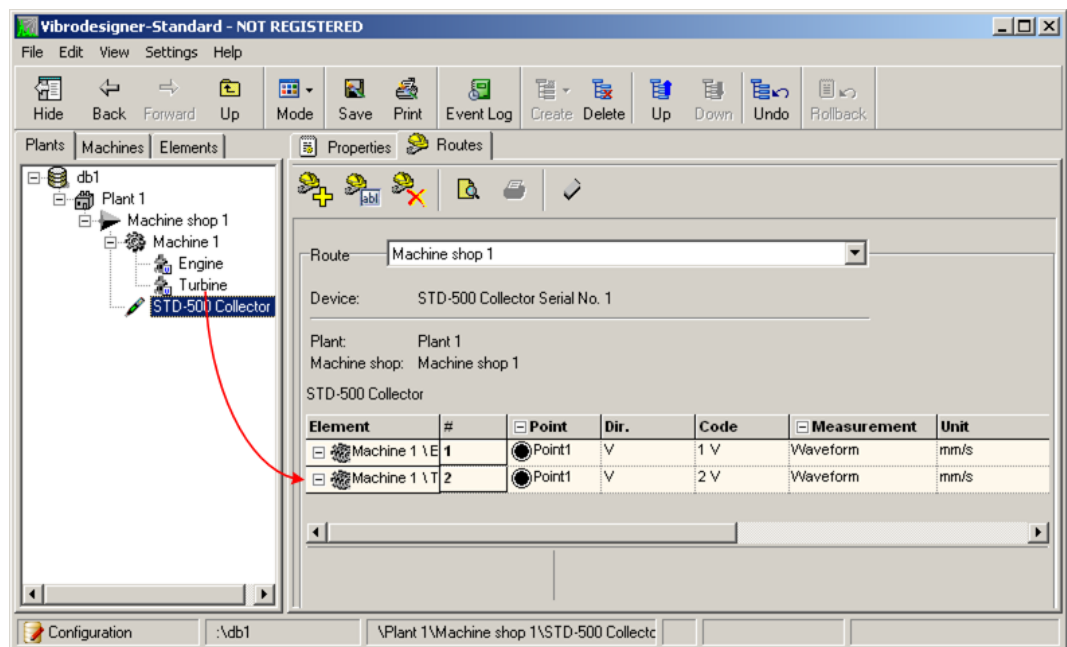 Vibrodesigner-Standard - NOT REGISTERED
File Edit View Settings Help
Hide Back Forward Up Mode Save Print Event Log Create Delete Up Down Undo Rollback
Plants Machines Elements
Properties Routes
db1
Plant 1
Machine shop 1
Machine 1
Engine
Turbine
STD-500 Collector
abl
Route Machine shop 1
Device: STD-500 Collector Serial No. 1
Plant: Plant 1
Machine shop: Machine shop 1
STD-500 Collector
Element # Point Dir. Code Measurement Unit
Machine 1 \ E 1 Point1 V 1 V Waveform mm/s
Machine 1 \ T 2 Point1 V 2 V Waveform mm/s
Configuration :\db1 \Plant 1\Machine shop 1\STD-500 Collectc